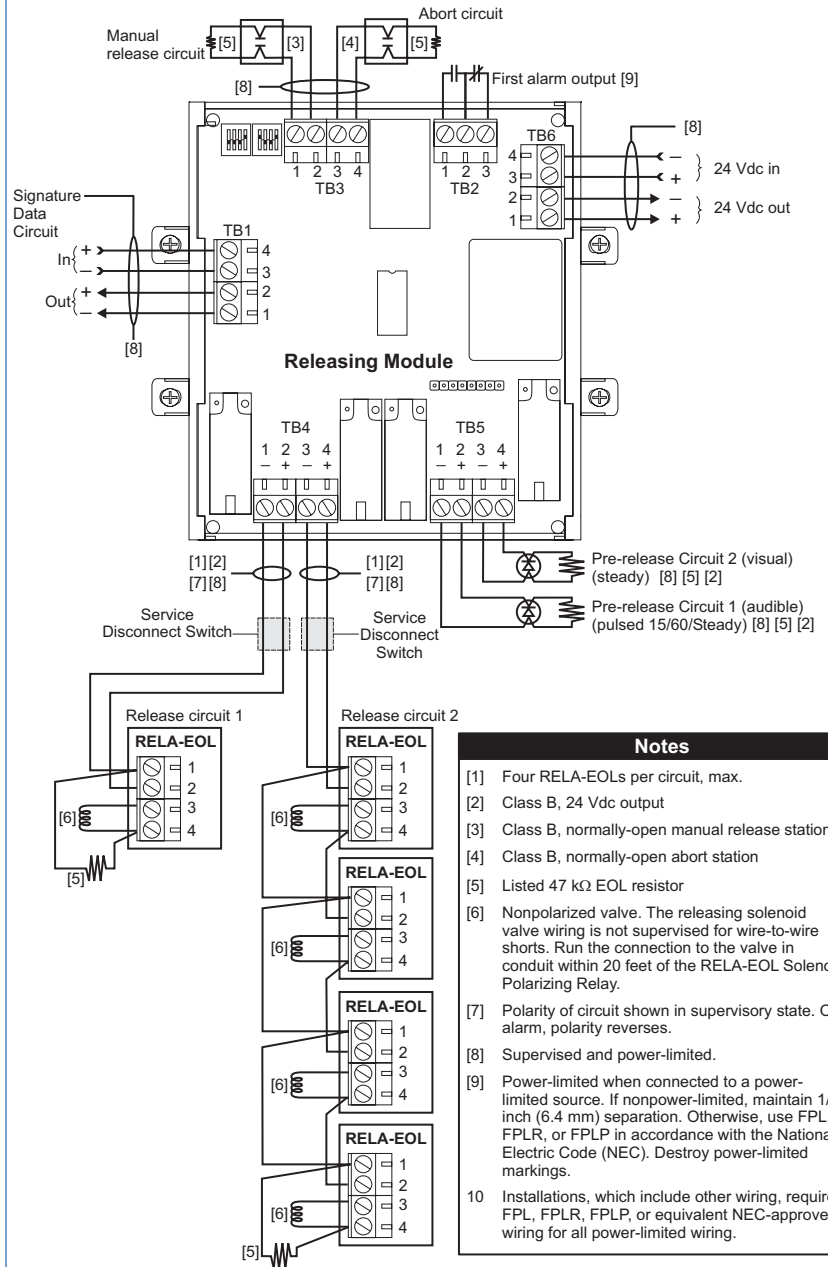 Abort circuit
Manual
release circuit
[5]
[3]
[4]
[5]
[8]
First alarm output [9]
1 2 3 4
TB3
1 2 3
TB2
TB6
4
3
2
1
[8]
– 
+
24 Vdc in
–
+
24 Vdc out
Signature
Data
Circuit
In
+
–
Out
+
–
[8]
TB1
4
3
2
1
Releasing Module
TB4
1 2 3 4
– + – +
TB5
1 2 3 4
– + – +
[1] [2]
[7] [8]
[1] [2]
[7] [8]
Pre-release Circuit 2 (visual)
(steady) [8] [5] [2]
Pre-release Circuit 1 (audible)
(pulsed 15/60/Steady) [8] [5] [2]
Service
Disconnect Switch
Service
Disconnect
Switch
Release circuit 1
RELA-EOL
1
2
3
4
[6]
[5]
Release circuit 2
RELA-EOL
1
2
3
4
[6]
RELA-EOL
1
2
3
4
[6]
RELA-EOL
1
2
3
4
[6]
RELA-EOL
1
2
3
4
[6]
[5]
Notes
[1] Four RELA-EOLs per circuit, max.
[2] Class B, 24 Vdc output
[3] Class B, normally-open manual release station
[4] Class B, normally-open abort station
[5] Listed 47 kΩ EOL resistor
[6] Nonpolarized valve. The releasing solenoid
valve wiring is not supervised for wire-to-wire
shorts. Run the connection to the valve in
conduit within 20 feet of the RELA-EOL
Polarizing Relay.
[7] Polarity of circuit shown in supervisory state.
alarm, polarity reverses.
[8] Supervised and power-limited.
[9] Power-limited when connected to a power-
limited source. If nonpower-limited, maintain
inch (6.4 mm) separation. Otherwise, use FPL,
FPLR, or FPLP in accordance with the
Electric Code (NEC). Destroy power-limited
markings.
10 Installations, which include other wiring,
FPL, FPLR, FPLP, or equivalent
wiring for all power-limited wiring.